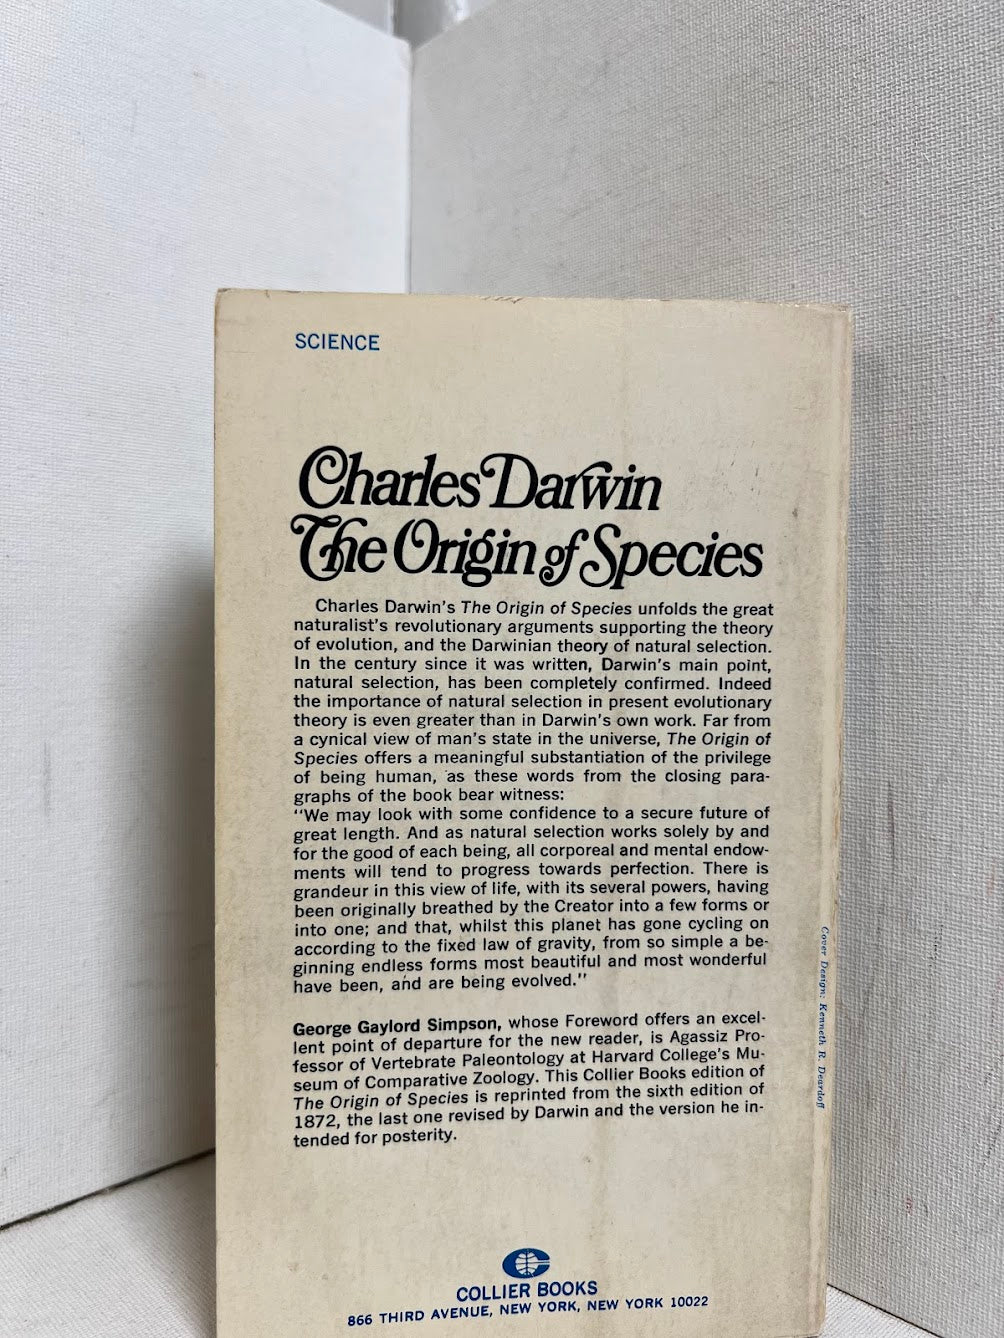 SCIENCE
Charles Darwin
The Origin of Species
Charles Darwin's The Origin of Species unfolds the great
naturalist's revolutionary arguments supporting the theory
of evolution, and the Darwinian theory of natural selection.
In the century since it was written, Darwin's main point,
natural selection, has been completely confirmed. Indeed
the importance of natural selection in present evolutionary
theory is even greater than in Darwin's own work. Far from
a cynical view of man's state in the universe, The Origin of
Species offers a meaningful substantiation of the privilege
of being human, as these words from the closing para-
graphs of the book bear witness:
"We may look with some confidence to a secure future of
great length. And as natural selection works solely by and
for the good of each being, all corporeal and mental endow-
ments will tend to progress towards perfection. There is
grandeur in this view of life, with its several powers, having
been originally breathed by the Creator into a few forms or
into one; and that, whilst this planet has gone cycling on
according to the fixed law of gravity, from so simple a be-
ginning endless forms most beautiful and most wonderful
have been, and are being evolved."
George Gaylord Simpson, whose Foreword offers an excel-
lent point of departure for the new reader, is Agassiz Pro-
fessor of Vertebrate Paleontology at Harvard College's Mu-
seum of Comparative Zoology. This Collier Books edition of
The Origin of Species is reprinted from the sixth edition of
1872, the last one revised by Darwin and the version he in-
tended for posterity.
Cover Design: Kenneth R. Deardoff
COLLIER BOOKS
866 THIRD AVENUE, NEW YORK, NEW YORK 10022